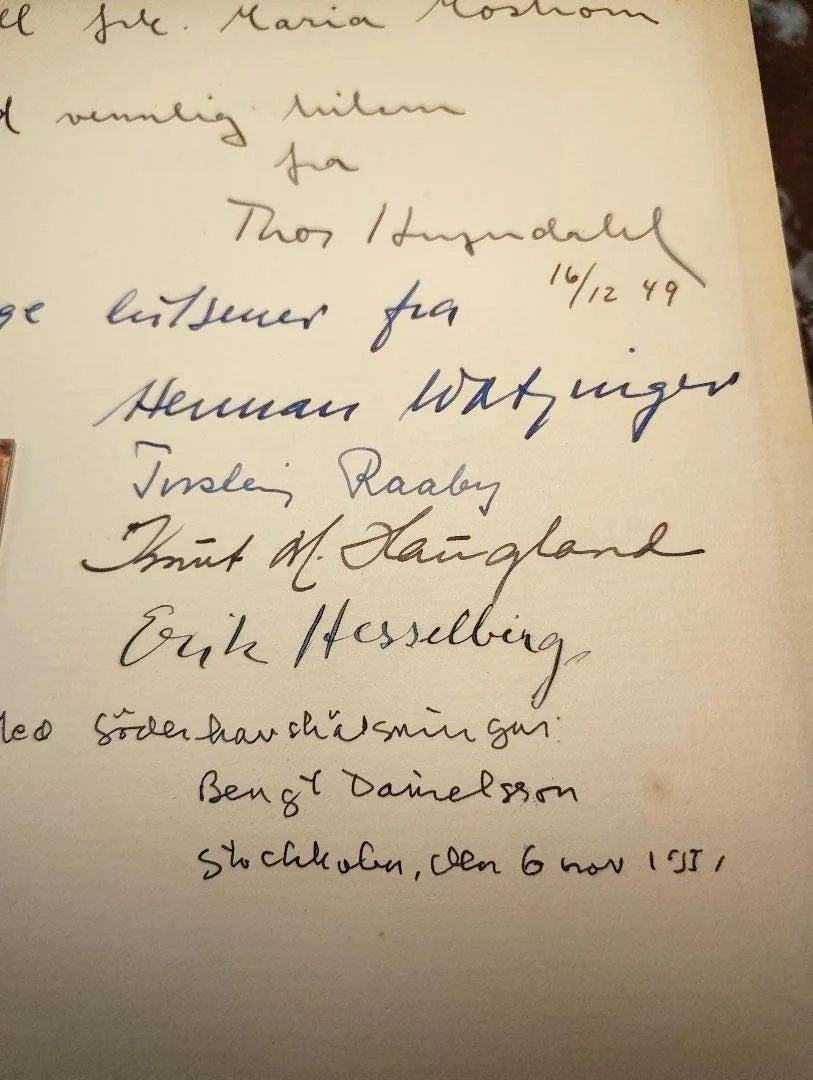 frk. Maria
vennlig hilsen
fra
Thor Heyerdahl
16/12 49
hilsener fra
Herman Watzinger
Torstein Raaby
Knut M. Haugland
Erik Hesselberg
Söderhavshälsningar:
Bengt Danielsson
Stockholm, den 6 nov 1951